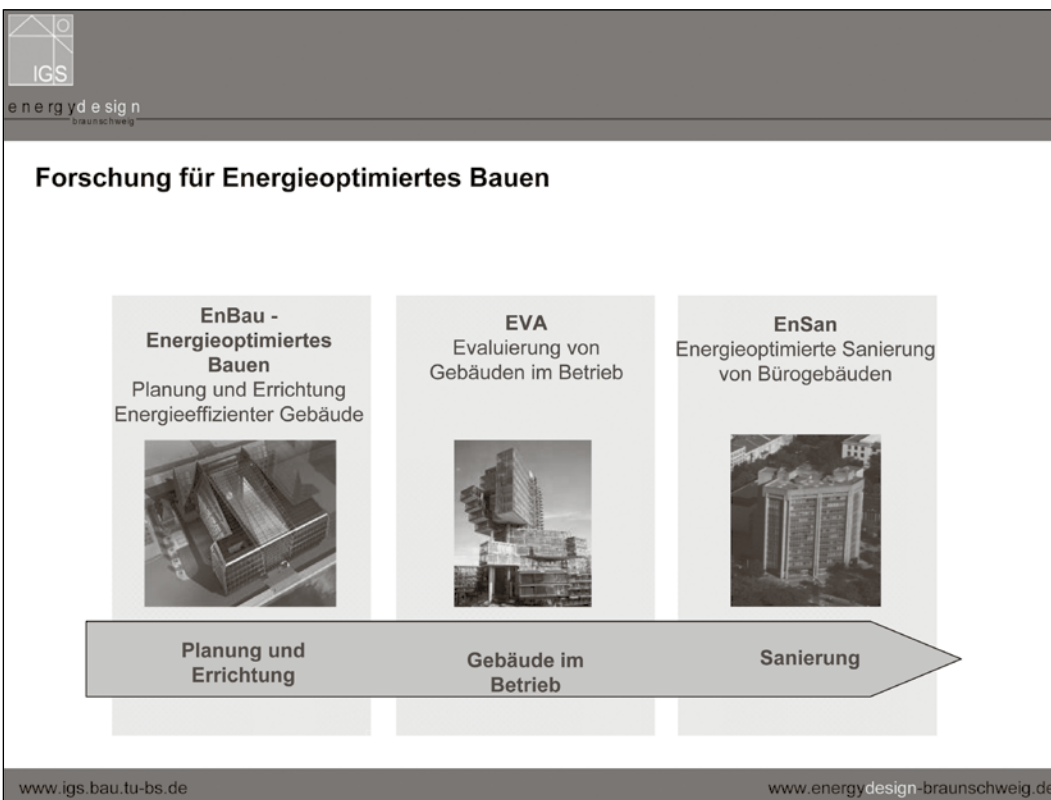 IGS
energydesign
braunschweig
Forschung für Energieoptimiertes Bauen
EnBau -
Energieoptimiertes
Bauen
Planung und Errichtung
Energieeffizienter Gebäude
EVA
Evaluierung von
Gebäuden im Betrieb
EnSan
Energieoptimierte Sanierung
von Bürogebäuden
Planung und
Errichtung
Gebäude im
Betrieb
Sanierung
www.igs.bau.tu-bs.de
www.energydesign-braunschweig.de